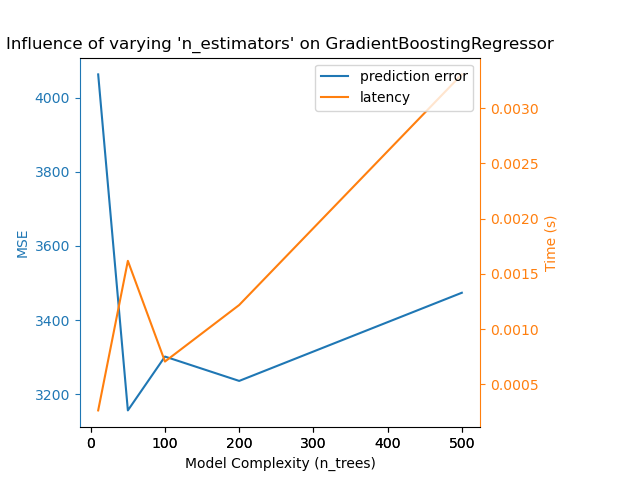 Influence of varying 'n_estimators' on GradientBoostingRegressor
prediction error
latency
4000
3800
3600
3400
3200
MSE
0.0030
0.0025
0.0020
0.0015
0.0010
0.0005
Time (s)
0 100 200 300 400 500
Model Complexity (n_trees)